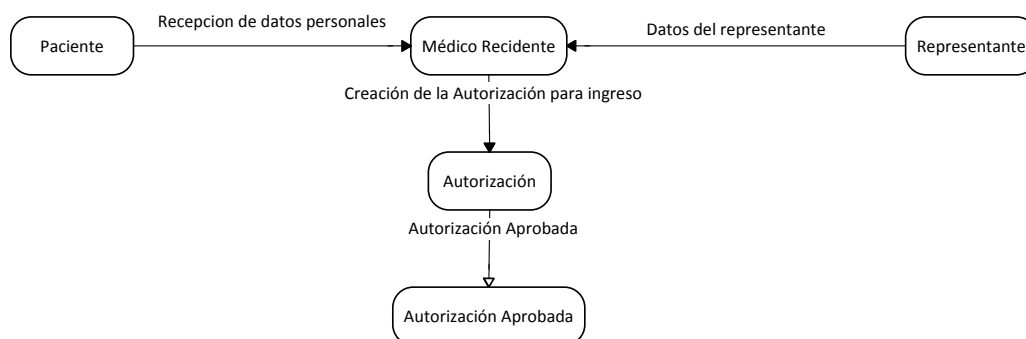 Recepcion de datos personales
Datos del representante
Paciente
Médico Recidente
Representante
Creación de la Autorización para ingreso
Autorización
Autorización Aprobada
Autorización Aprobada